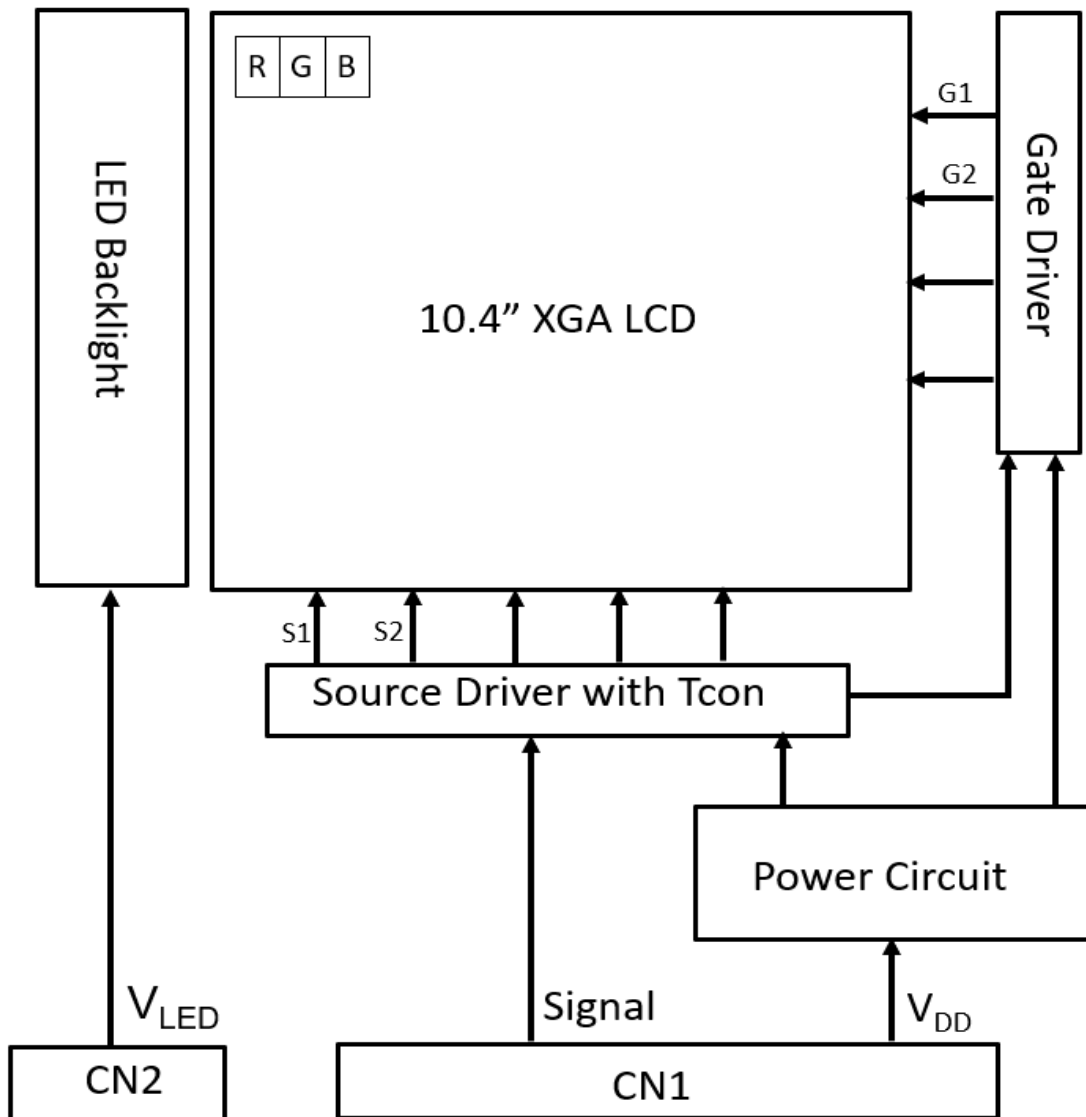 R G B
G1
G2
LED Backlight
Gate Driver
10.4” XGA LCD
S1 S2
Source Driver with Tcon
Power Circuit
VLED
Signal
VDD
CN2
CN1